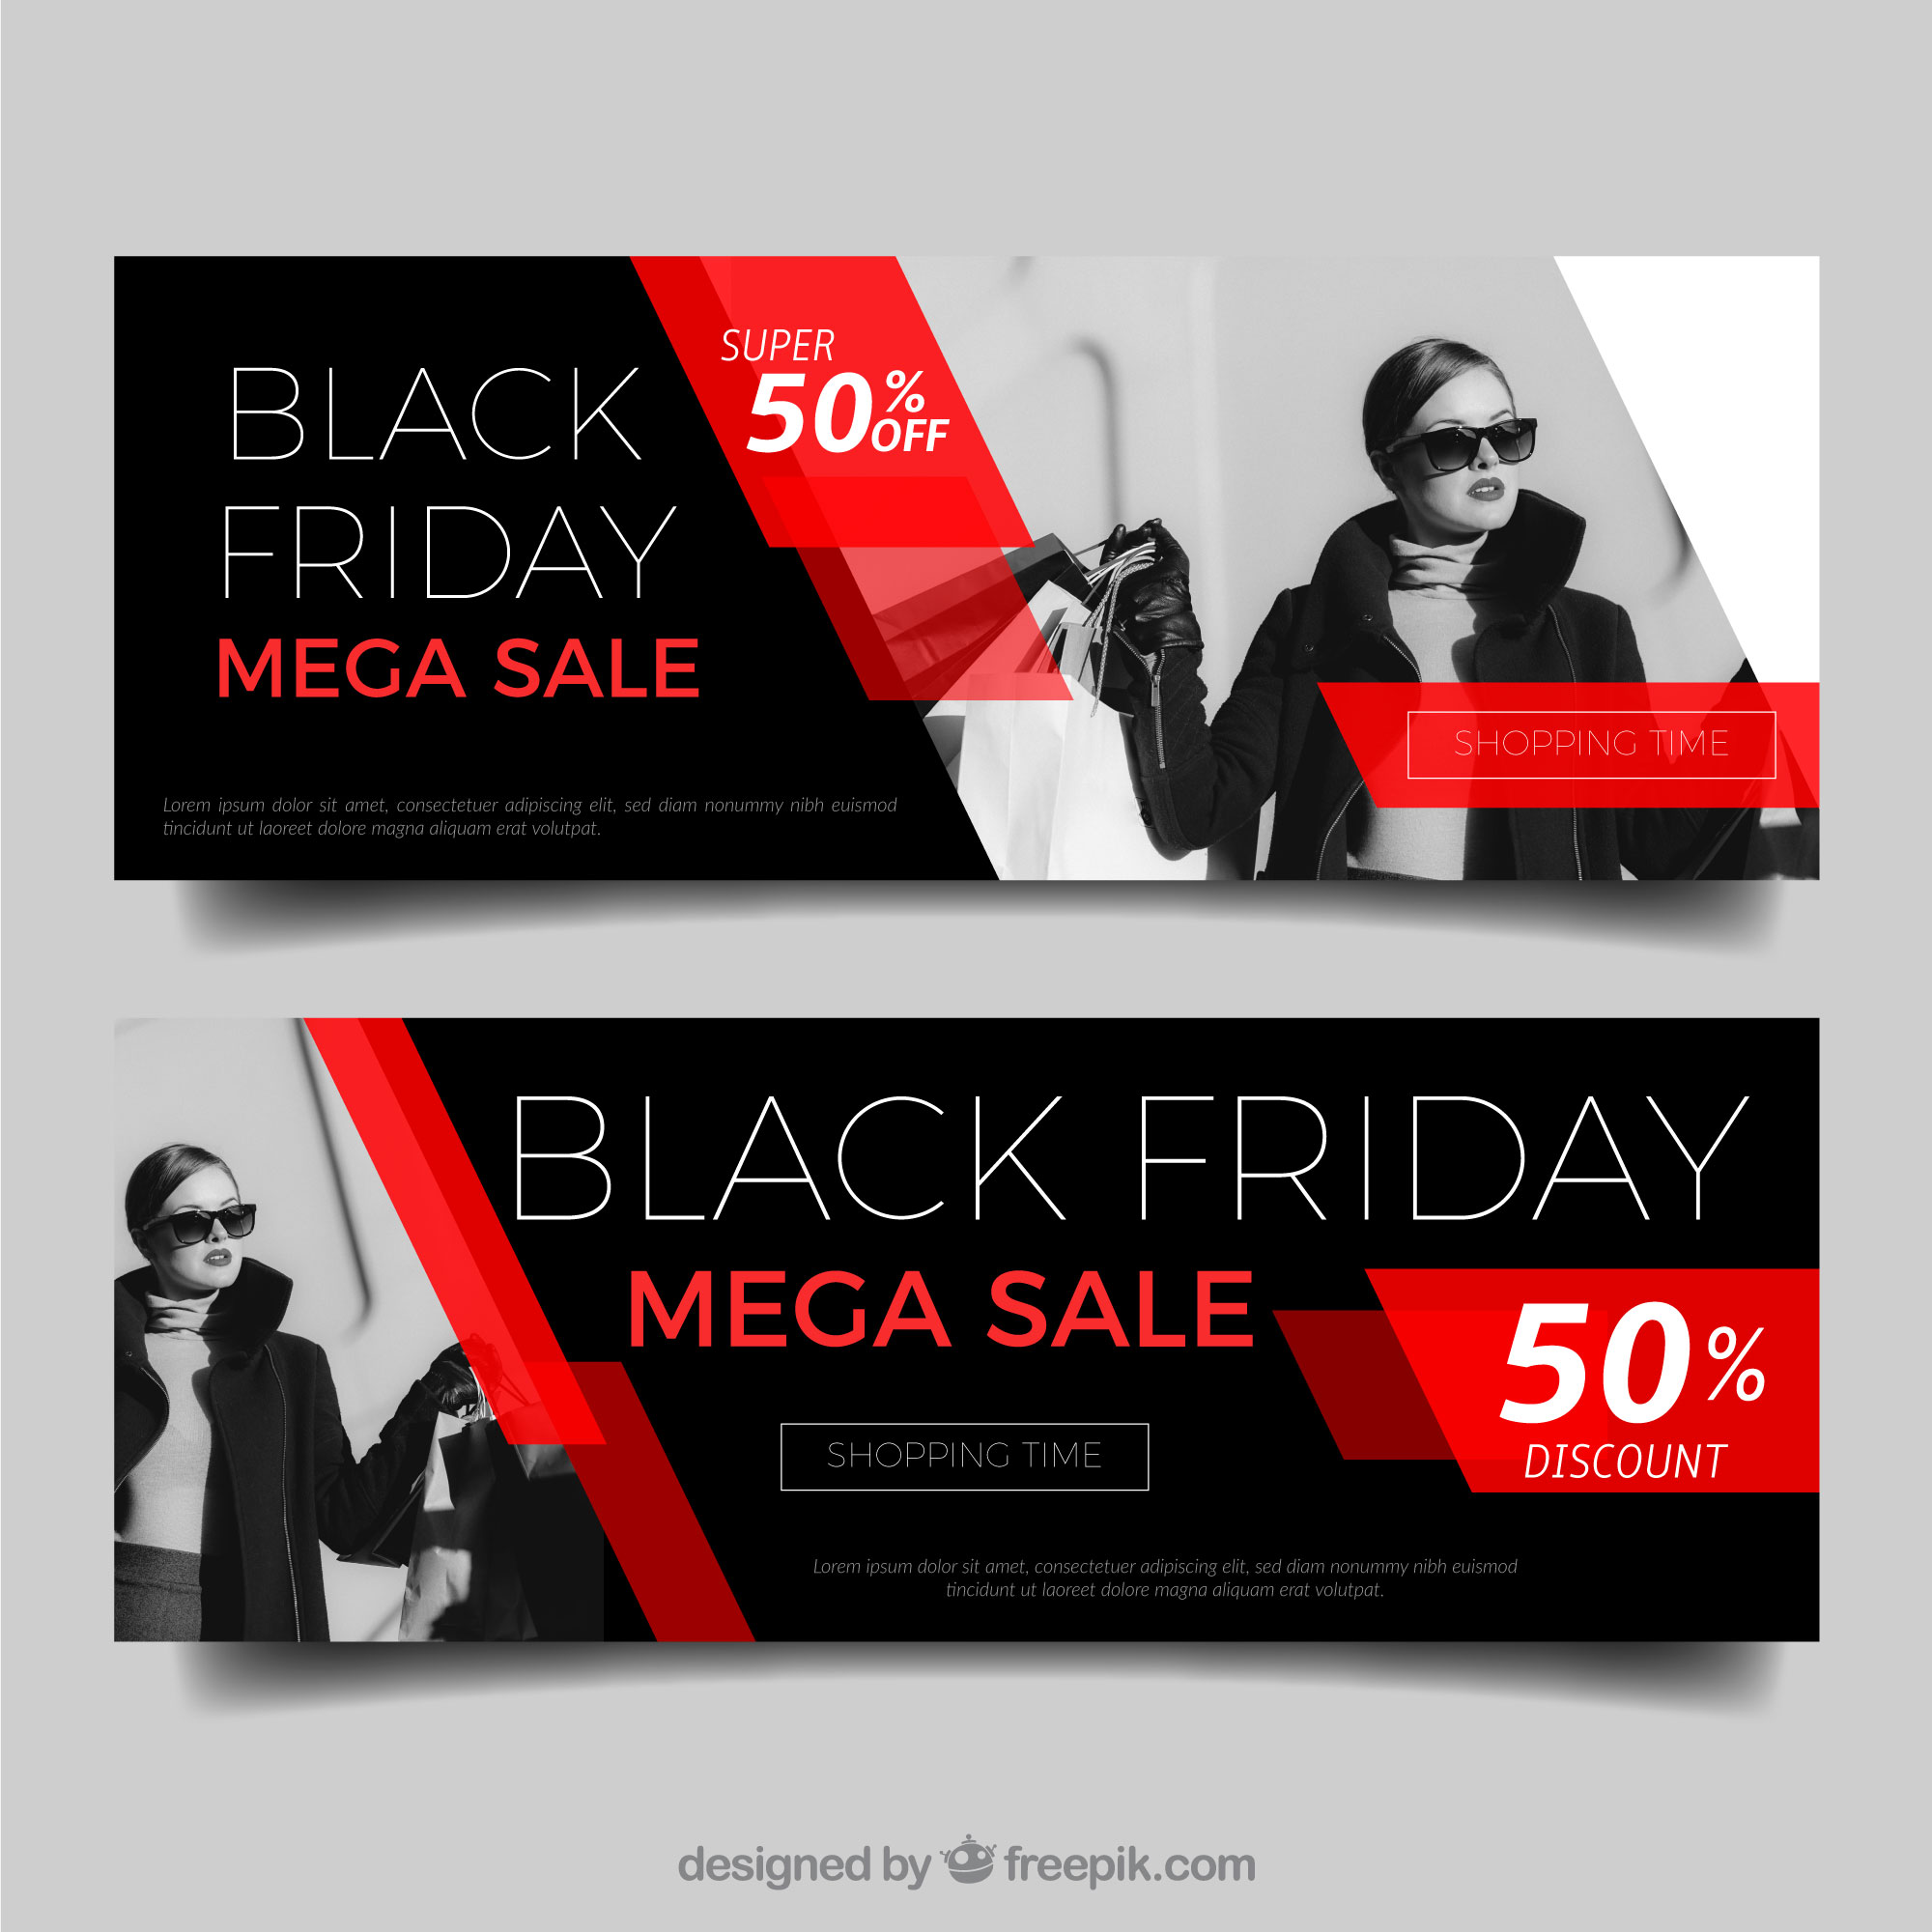 BLACK
FRIDAY
MEGA SALE
SUPER
50%
OFF
SHOPPING TIME
Lorem ipsum dolor sit amet, consectetuer adipiscing elit, sed diam nonummy nibh euismod
tincidunt ut laoreet dolore magna aliquam erat volutpat.
BLACK FRIDAY
MEGA SALE
50%
DISCOUNT
SHOPPING TIME
Lorem ipsum dolor sit amet, consectetuer adipiscing elit, sed diam nonummy nibh euismod
tincidunt ut laoreet dolore magna aliquam erat volutpat.
designed by freepik.com